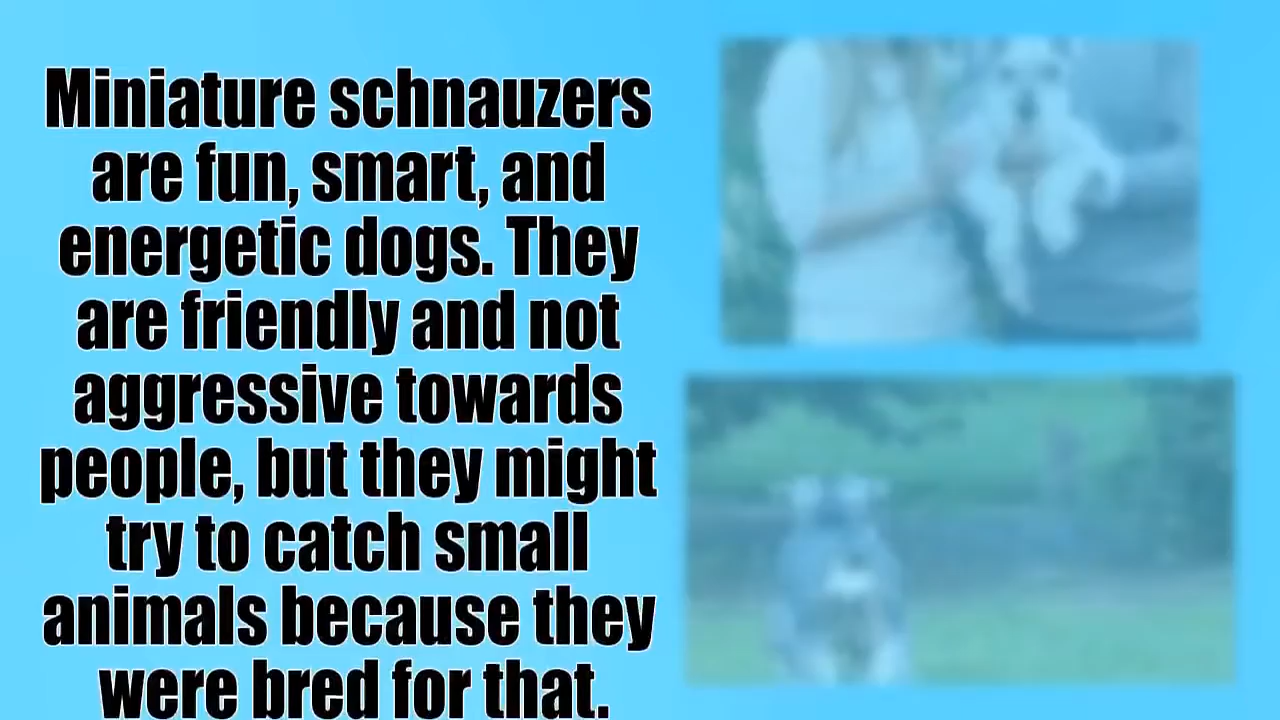 Miniature schnauzers
are fun, smart, and
energetic dogs. They
are friendly and not
aggressive towards
people, but they might
try to catch small
animals because they
were bred for that.